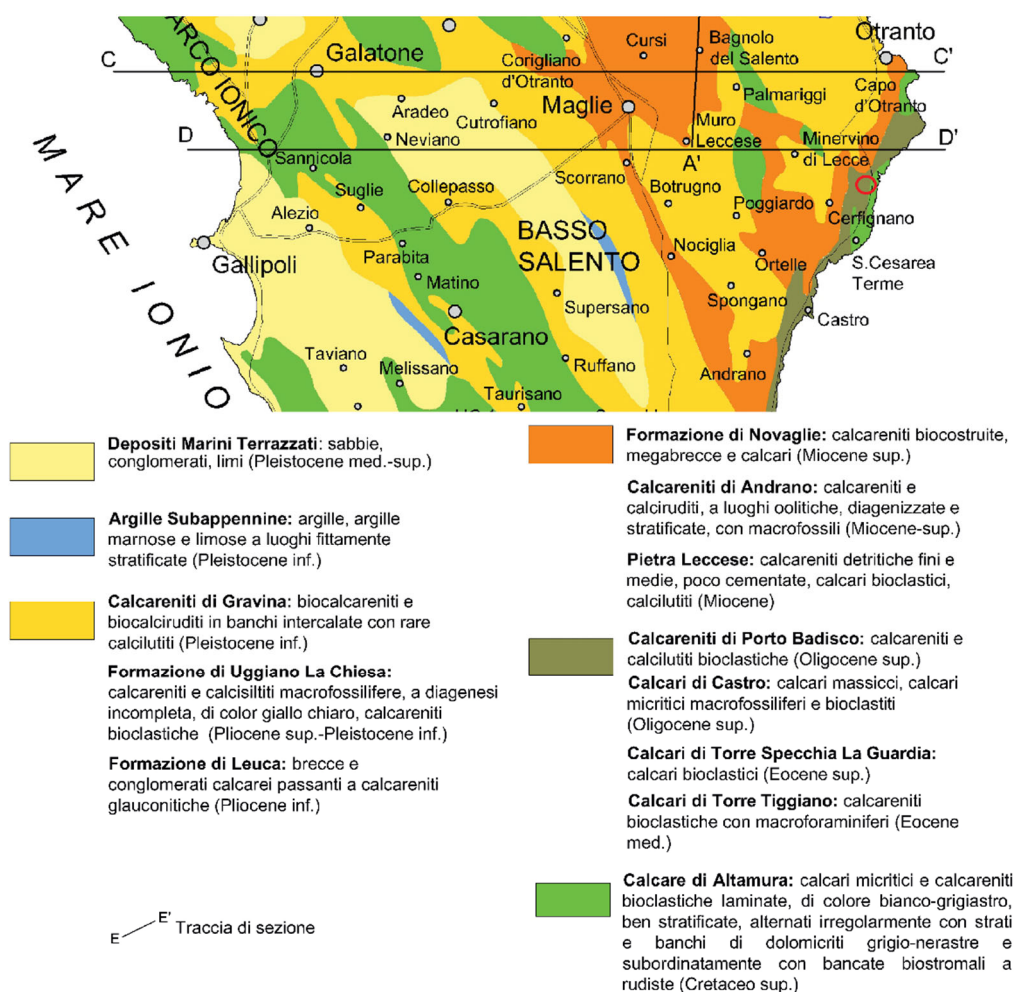 ARCO IONICO
C
Galatone
Corigliano
d'Otranto
Cursi
Bagnolo
del Salento
Otranto
C'
Aradeo
Cutrofiano
Maglie
Palmariggi
Capo
d'Otranto
D
Neviano
Muro
Leccese
Minervino
di Lecce
D'
Sannicola
Suglie
Collepasso
Scorrano
A'
Botrugno
Alezio
Poggiardo
Cerfignano
MARE IONIO
Gallipoli
Parabita
BASSO
SALENTO
Nociglia
Ortelle
S.Cesarea
Terme
Matino
Supersano
Spongano
Casarano
Castro
Taviano
Melissano
Ruffano
Andrano
Taurisano
Depositi Marini Terrazzati: sabbie,
conglomerati, limi (Pleistocene med.-sup.)
Argille Subappennine: argille, argille
marnose e limose a luoghi fittamente
stratificate (Pleistocene inf.)
Calcareniti di Gravina: biocalcareniti e
biocalciruditi in banchi intercalate con rare
calcilutiti (Pleistocene inf.)
Formazione di Uggiano La Chiesa:
calcareniti e calcisiltiti macrofossilifere, a diagenesi
incompleta, di color giallo chiaro, calcareniti
bioclastiche (Pliocene sup.-Pleistocene inf.)
Formazione di Leuca: brecce e
conglomerati calcarei passanti a calcareniti
glauconitiche (Pliocene inf.)
E E' Traccia di sezione
Formazione di Novaglie: calcareniti biocostruite,
megabrecce e calcari (Miocene sup.)
Calcareniti di Andrano: calcareniti e
calciruditi, a luoghi oolitiche, diagenizzate e
stratificate, con macrofossili (Miocene-sup.)
Pietra Leccese: calcareniti detritiche fini e
medie, poco cementate, calcari bioclastici,
calcilutiti (Miocene)
Calcareniti di Porto Badisco: calcareniti e
calcilutiti bioclastiche (Oligocene sup.)
Calcari di Castro: calcari massicci, calcari
micritici macrofossiliferi e bioclastiti
(Oligocene sup.)
Calcari di Torre Specchia La Guardia:
calcari bioclastici (Eocene sup.)
Calcari di Torre Tiggiano: calcareniti
bioclastiche con macroforaminiferi (Eocene
med.)
Calcare di Altamura: calcari micritici e calcareniti
bioclastiche laminate, di colore bianco-grigiastro,
ben stratificate, alternati irregolarmente con strati
e banchi di dolomicriti grigio-nerastre e
subordinatamente con bancate biostromali a
rudiste (Cretaceo sup.)